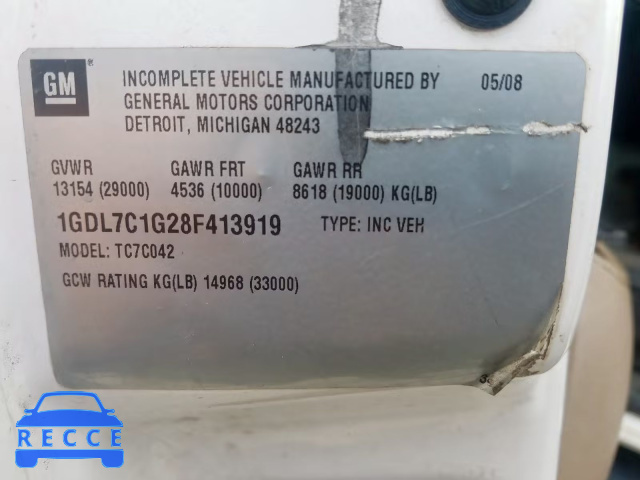 GM ® INCOMPLETE VEHICLE MANUFACTURED BY 05/08
GENERAL MOTORS CORPORATION
DETROIT, MICHIGAN 48243
GVWR GAWR FRT GAWR RR
13154 (29000) 4536 (10000) 8618 (19000) KG(LB)
1GDL7C1G28F413919 TYPE: INC VEH
MODEL: TC7C042
GCW RATING KG(LB) 14968 (33000)
RECCE